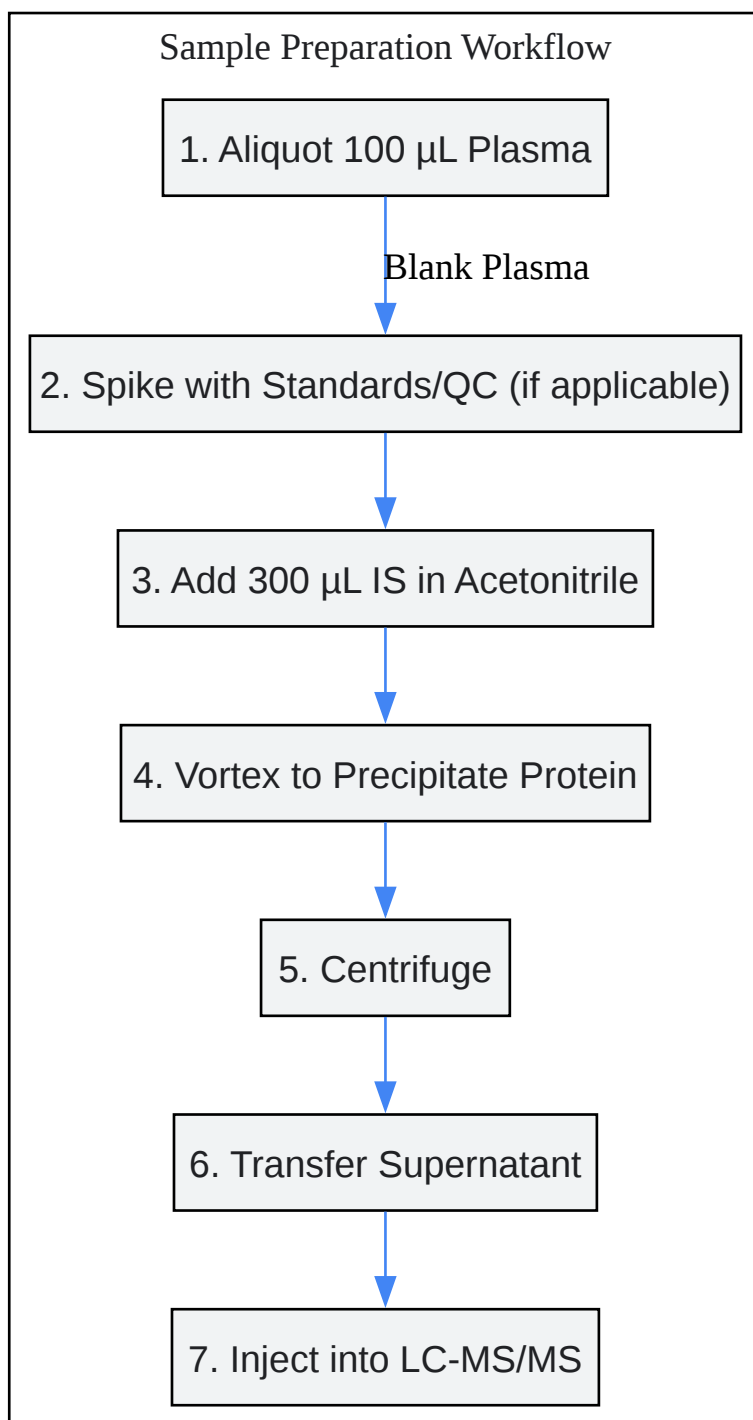 Sample Preparation Workflow
1. Aliquot 100 µL Plasma
Blank Plasma
2. Spike with Standards/QC (if applicable)
3. Add 300 µL IS in Acetonitrile
4. Vortex to Precipitate Protein
5. Centrifuge
6. Transfer Supernatant
7. Inject into LC-MS/MS